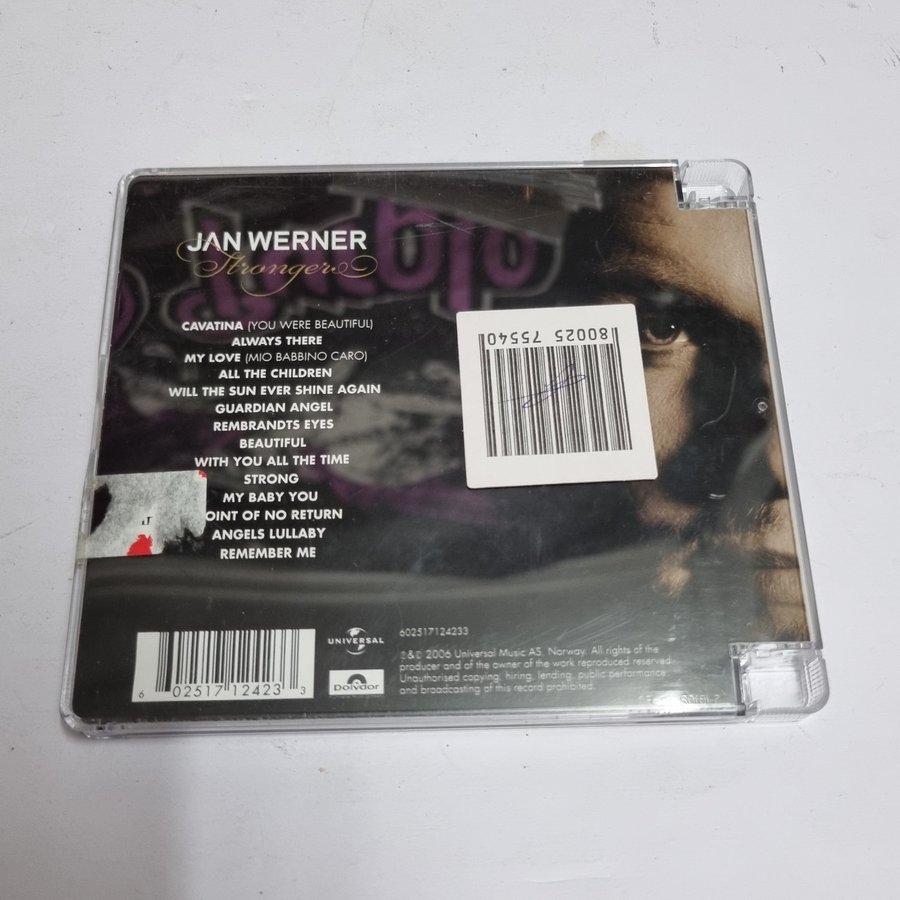 JAN WERNER
Stronger
CAVATINA (YOU WERE BEAUTIFUL)
ALWAYS THERE
MY LOVE (MIO BABBINO CARO)
ALL THE CHILDREN
WILL THE SUN EVER SHINE AGAIN
GUARDIAN ANGEL
REMBRANDTS EYES
BEAUTIFUL
WITH YOU ALL THE TIME
STRONG
MY BABY YOU
OINT OF NO RETURN
ANGELS LULLABY
REMEMBER ME
80025 75540
6 02517 12423 3
UNIVERSAL
Polydor
602517124233
℗&© 2006 Universal Music AS, Norway. All rights of the
producer and of the owner of the work reproduced reserved.
Unauthorised copying, hiring, lending, public performance
and broadcasting of this record prohibited.